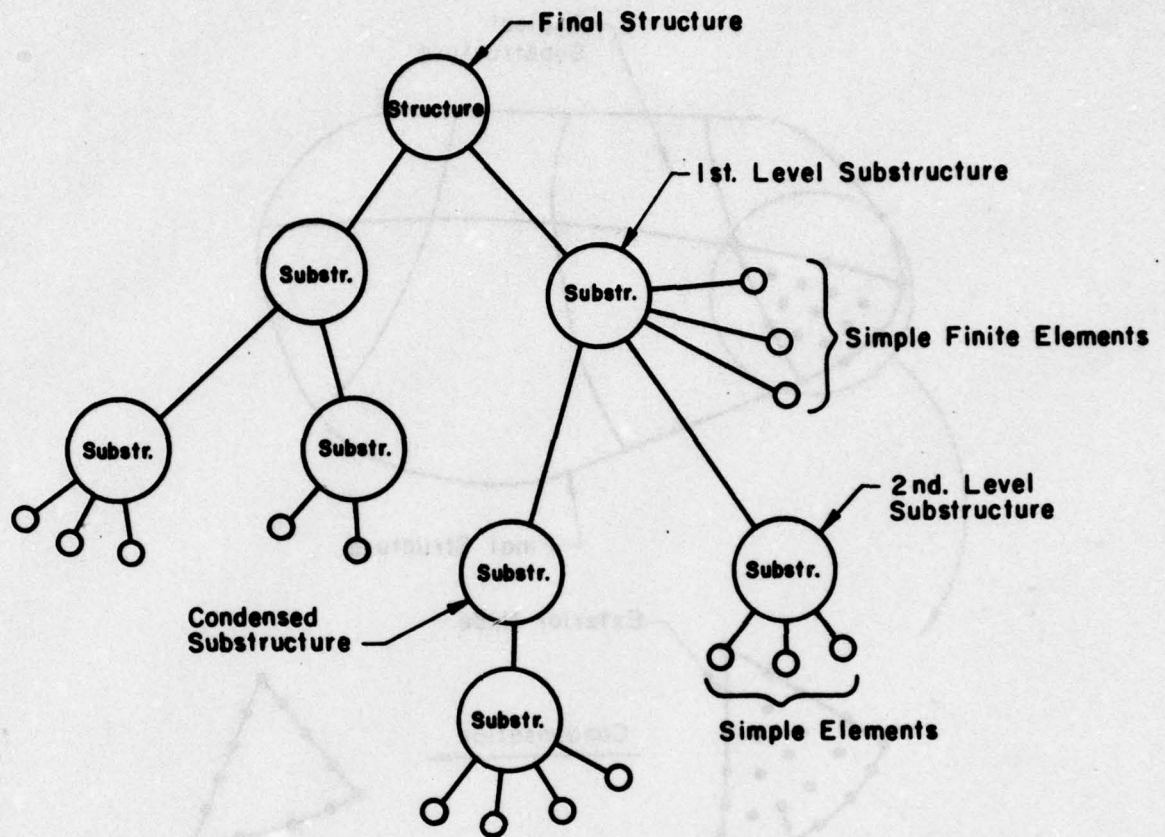 Final Structure
Structure
1st. Level Substructure
Substr.
Substr.
Simple Finite Elements
Substr.
Substr.
2nd. Level
Substructure
Substr.
Substr.
Condensed
Substructure
Substr.
Simple Elements